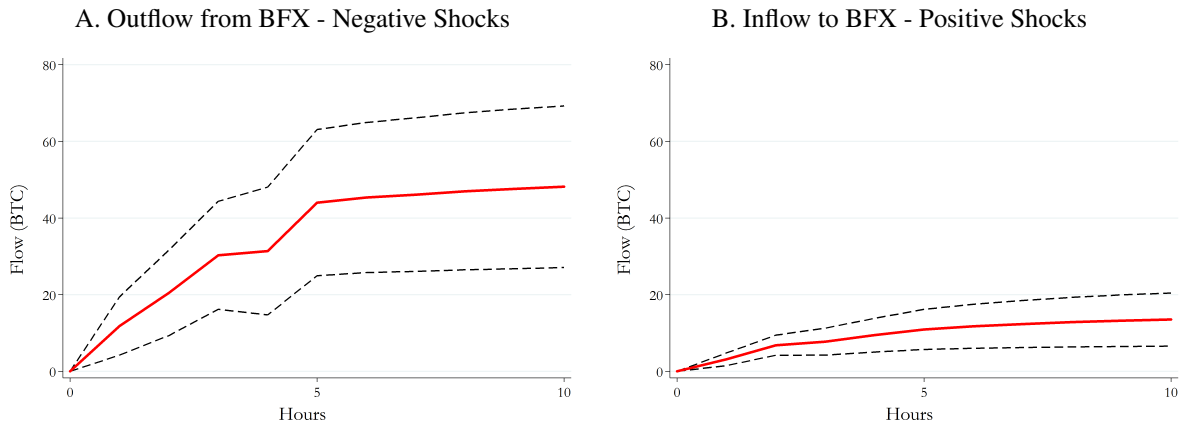 A. Outflow from BFX - Negative Shocks
80
60
40
20
0
Flow (BTC)
0 5 10
Hours
B. Inflow to BFX - Positive Shocks
80
60
40
20
0
Flow (BTC)
0 5 10
Hours